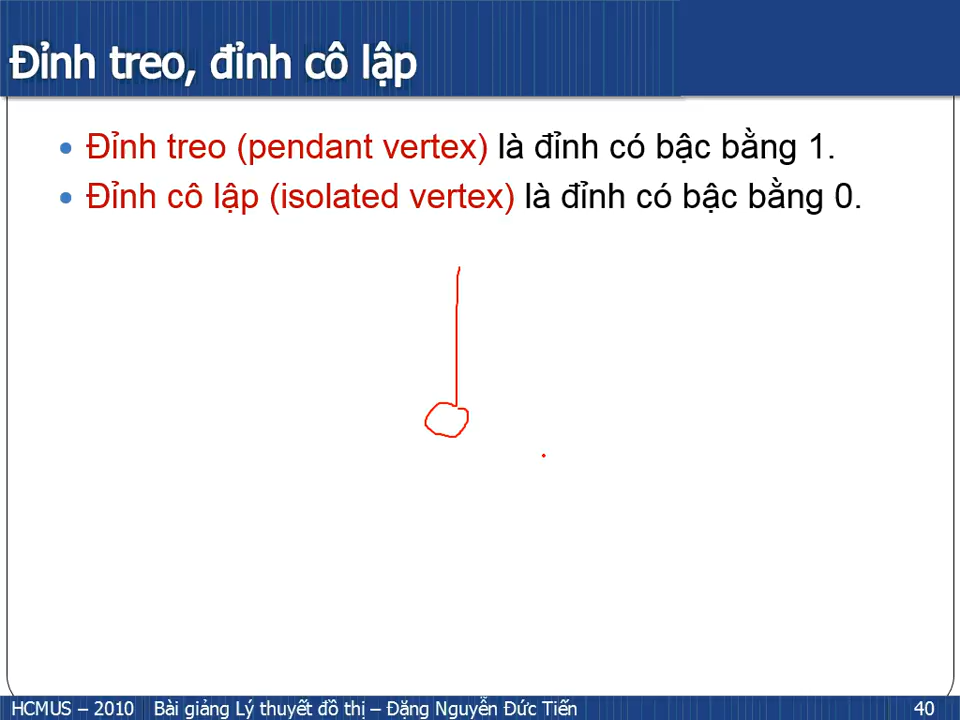 Đỉnh treo, đỉnh cô lập
• Đỉnh treo (pendant vertex) là đỉnh có bậc bằng 1.
• Đỉnh cô lập (isolated vertex) là đỉnh có bậc bằng 0.
HCMUS – 2010 Bài giảng Lý thuyết đồ thị – Đặng Nguyễn Đức Tiến 40